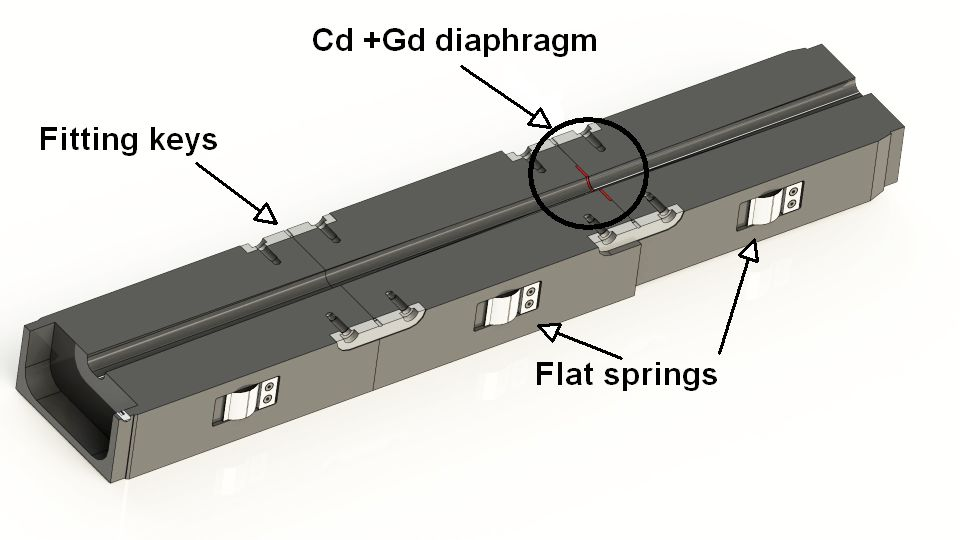 Cd +Gd diaphragm
Fitting keys
Flat springs